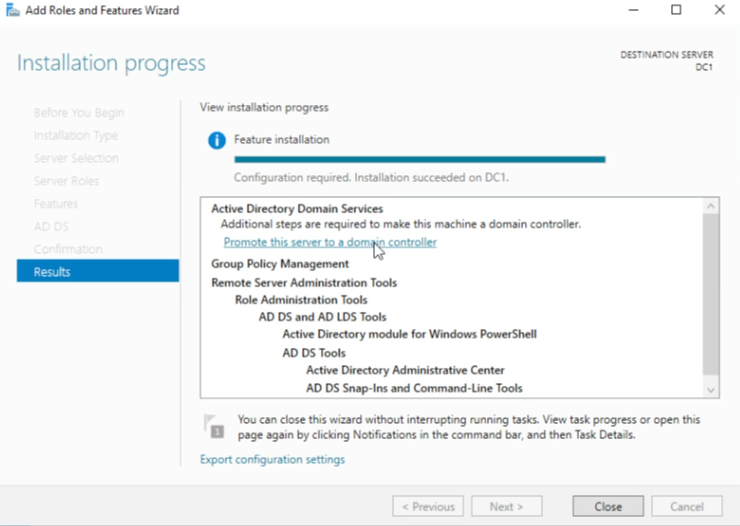 Add Roles and Features Wizard
Installation progress
DESTINATION SERVER
DC1
Before You Begin
Installation Type
Server Selection
Server Roles
Features
AD DS
Confirmation
Results
View installation progress
Feature installation
Configuration required. Installation succeeded on DC1.
Active Directory Domain Services
Additional steps are required to make this machine a domain controller.
Promote this server to a domain controller
Group Policy Management
Remote Server Administration Tools
Role Administration Tools
AD DS and AD LDS Tools
Active Directory module for Windows PowerShell
AD DS Tools
Active Directory Administrative Center
AD DS Snap-Ins and Command-Line Tools
1
You can close this wizard without interrupting running tasks. View task progress or open this
page again by clicking Notifications in the command bar, and then Task Details.
Export configuration settings
< Previous
Next >
Close
Cancel